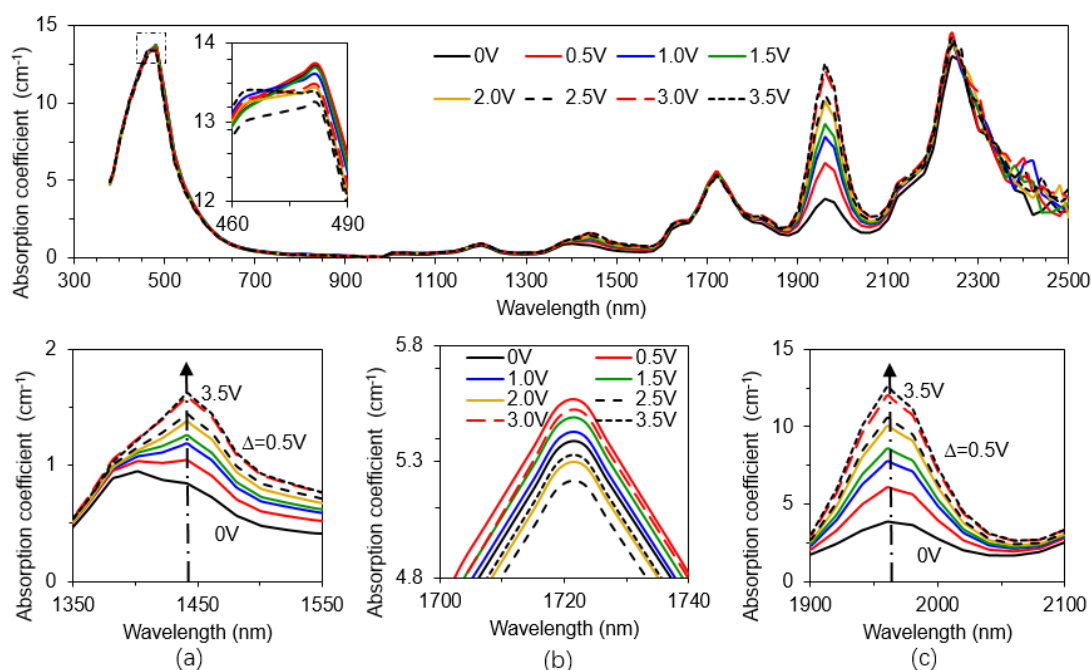 15
10
5
0
Absorption coefficient (cm⁻¹)
14
13
12
460 490
0V 0.5V 1.0V 1.5V
2.0V 2.5V 3.0V 3.5V
300 500 700 900 1100 1300 1500 1700 1900 2100 2300 2500
Wavelength (nm)
2
1
0
Absorption coefficient (cm⁻¹)
3.5V
Δ=0.5V
0V
1350 1450 1550
Wavelength (nm)
(a)
5.8
5.3
4.8
Absorption coefficient (cm⁻¹)
0V 0.5V
1.0V 1.5V
2.0V 2.5V
3.0V 3.5V
1700 1720 1740
Wavelength (nm)
(b)
15
10
5
0
Absorption coefficient (cm⁻¹)
3.5V
Δ=0.5V
0V
1900 2000 2100
Wavelength (nm)
(c)